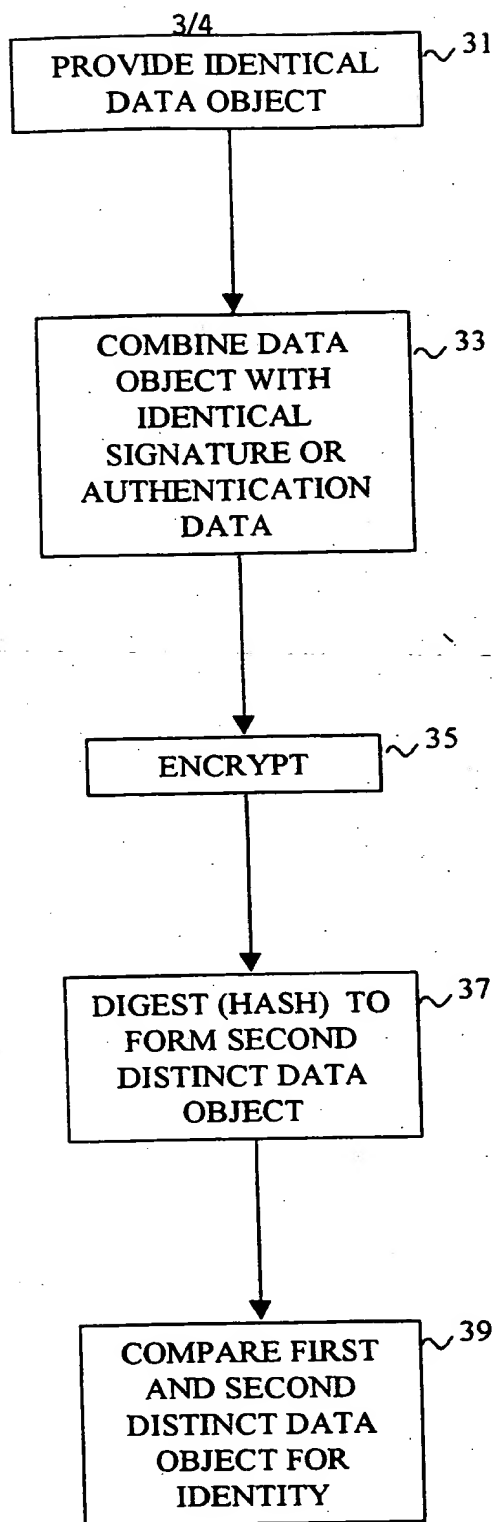 3/4
PROVIDE IDENTICAL
DATA OBJECT
31
COMBINE DATA
OBJECT WITH
IDENTICAL
SIGNATURE OR
AUTHENTICATION
DATA
33
ENCRYPT
35
DIGEST (HASH) TO
FORM SECOND
DISTINCT DATA
OBJECT
37
COMPARE FIRST
AND SECOND
DISTINCT DATA
OBJECT FOR
IDENTITY
39